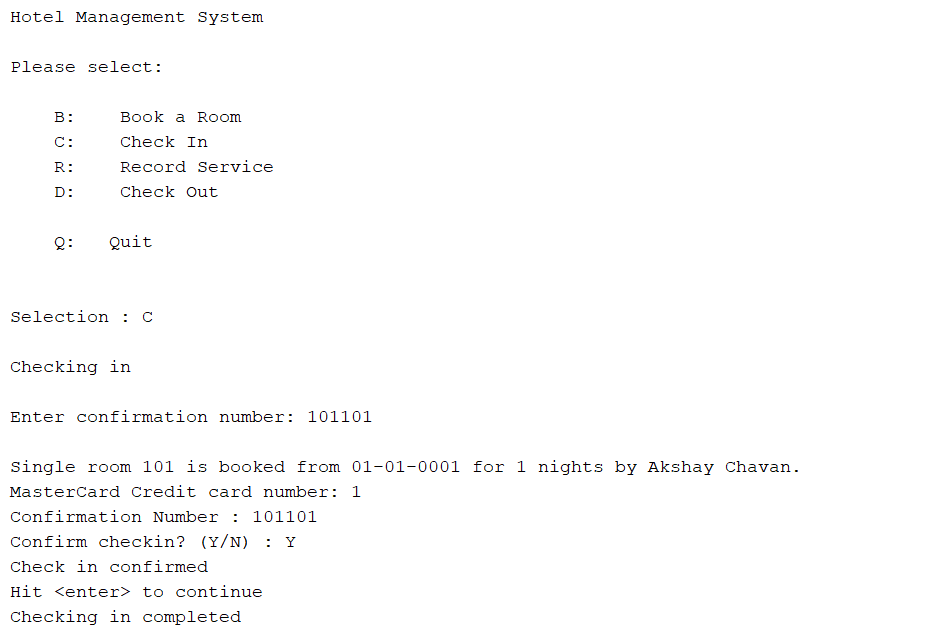 Hotel Management System
Please select:
B: Book a Room
C: Check In
R: Record Service
D: Check Out
Q: Quit
Selection : C
Checking in
Enter confirmation number: 101101
Single room 101 is booked from 01-01-0001 for 1 nights by Akshay Chavan.
MasterCard Credit card number: 1
Confirmation Number : 101101
Confirm checkin? (Y/N) : Y
Check in confirmed
Hit <enter> to continue
Checking in completed